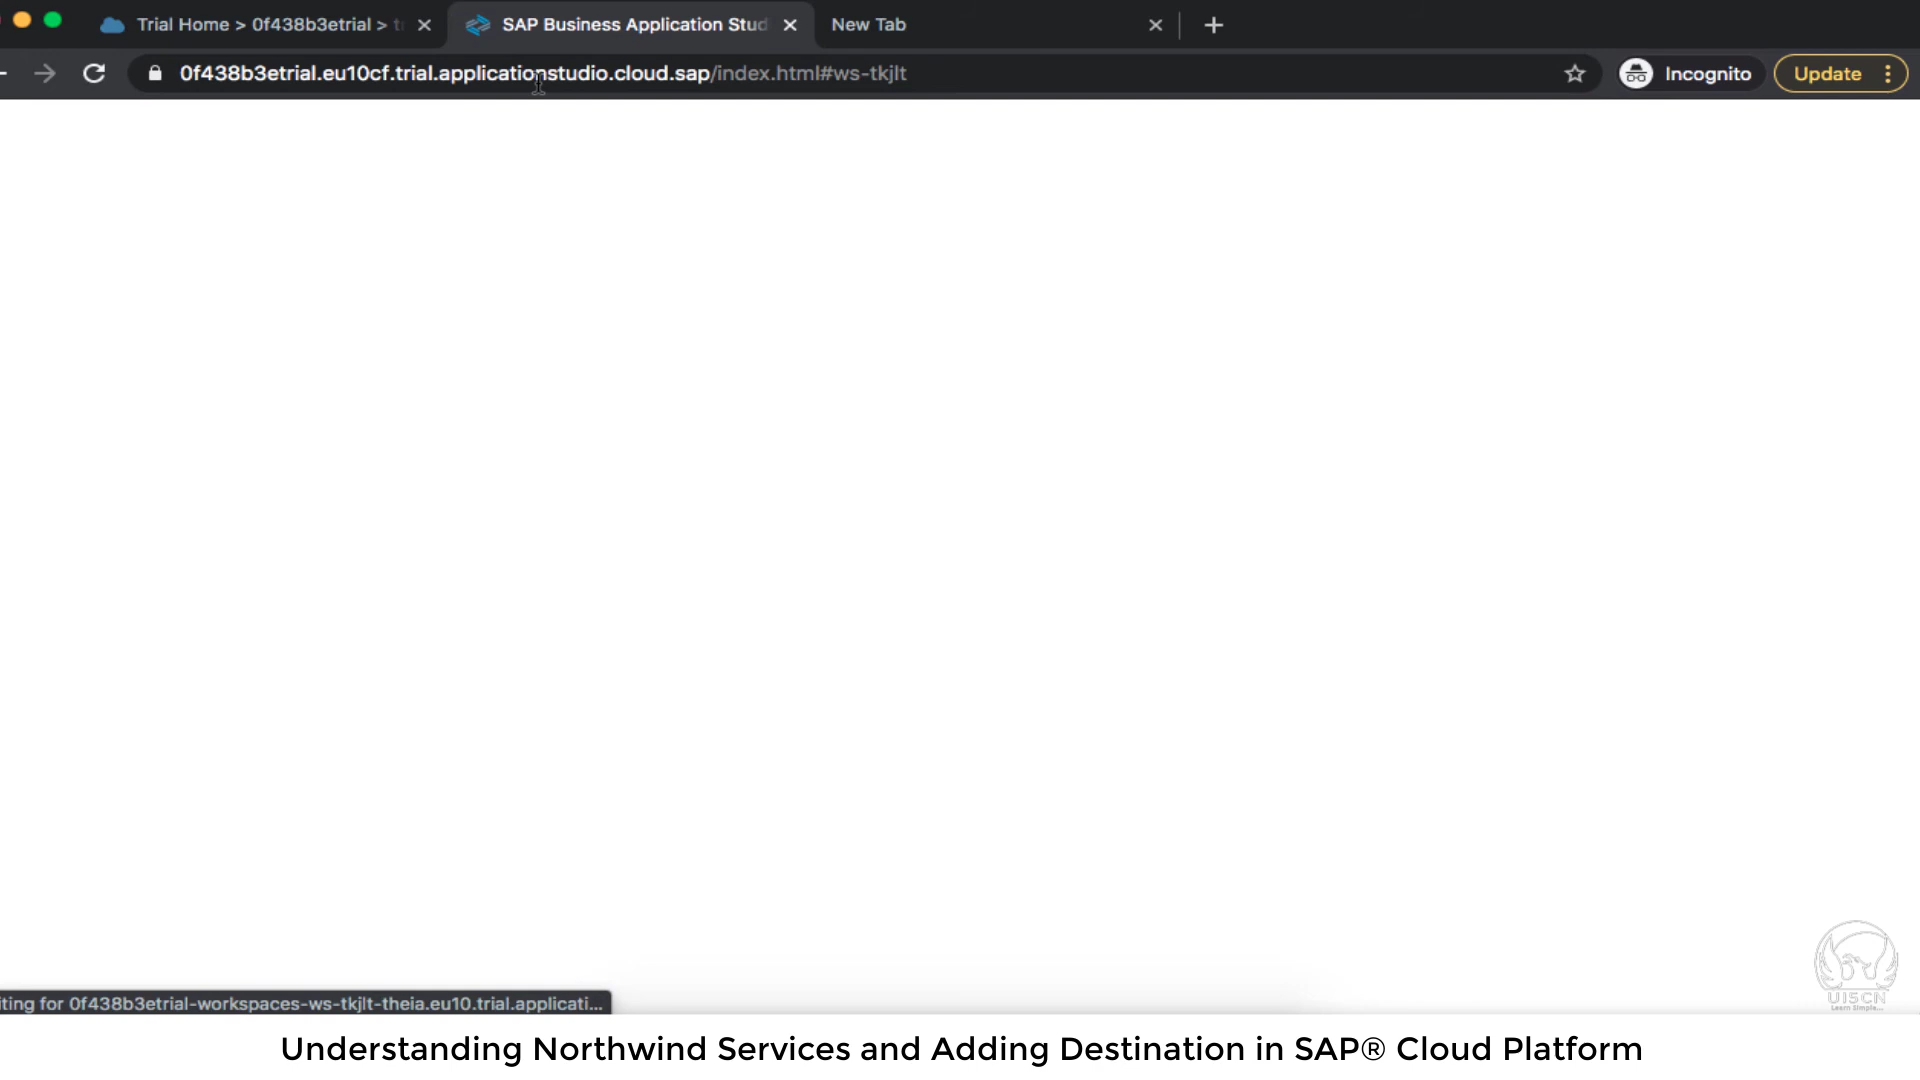 Trial Home > 0f438b3etrial > t
SAP Business Application Stud
New Tab
0f438b3etrial.eu10cf.trial.applicationstudio.cloud.sap/index.html#ws-tkjlt
Incognito
Update
iting for 0f438b3etrial-workspaces-ws-tkjlt-theia.eu10.trial.applicati...
UISCN
Learn Simple...
Understanding Northwind Services and Adding Destination in SAP® Cloud Platform